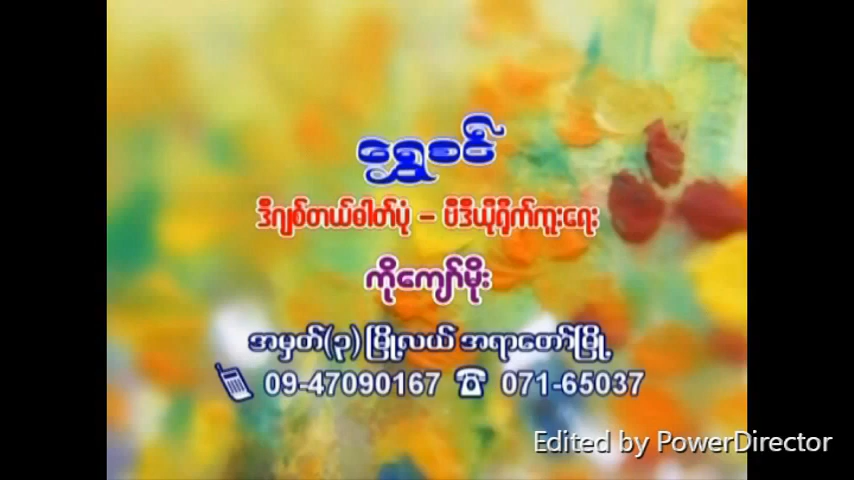 ရွှေစင်
ဒီဂျစ်တယ်ဓါတ်ပုံ – ဗီဒီယိုရိုက်ကူးရေး
ကိုကျော်မိုး
အမှတ်(၃)မြို့လယ် အရာတော်မြို့
09-47090167 071-65037
Edited by PowerDirector